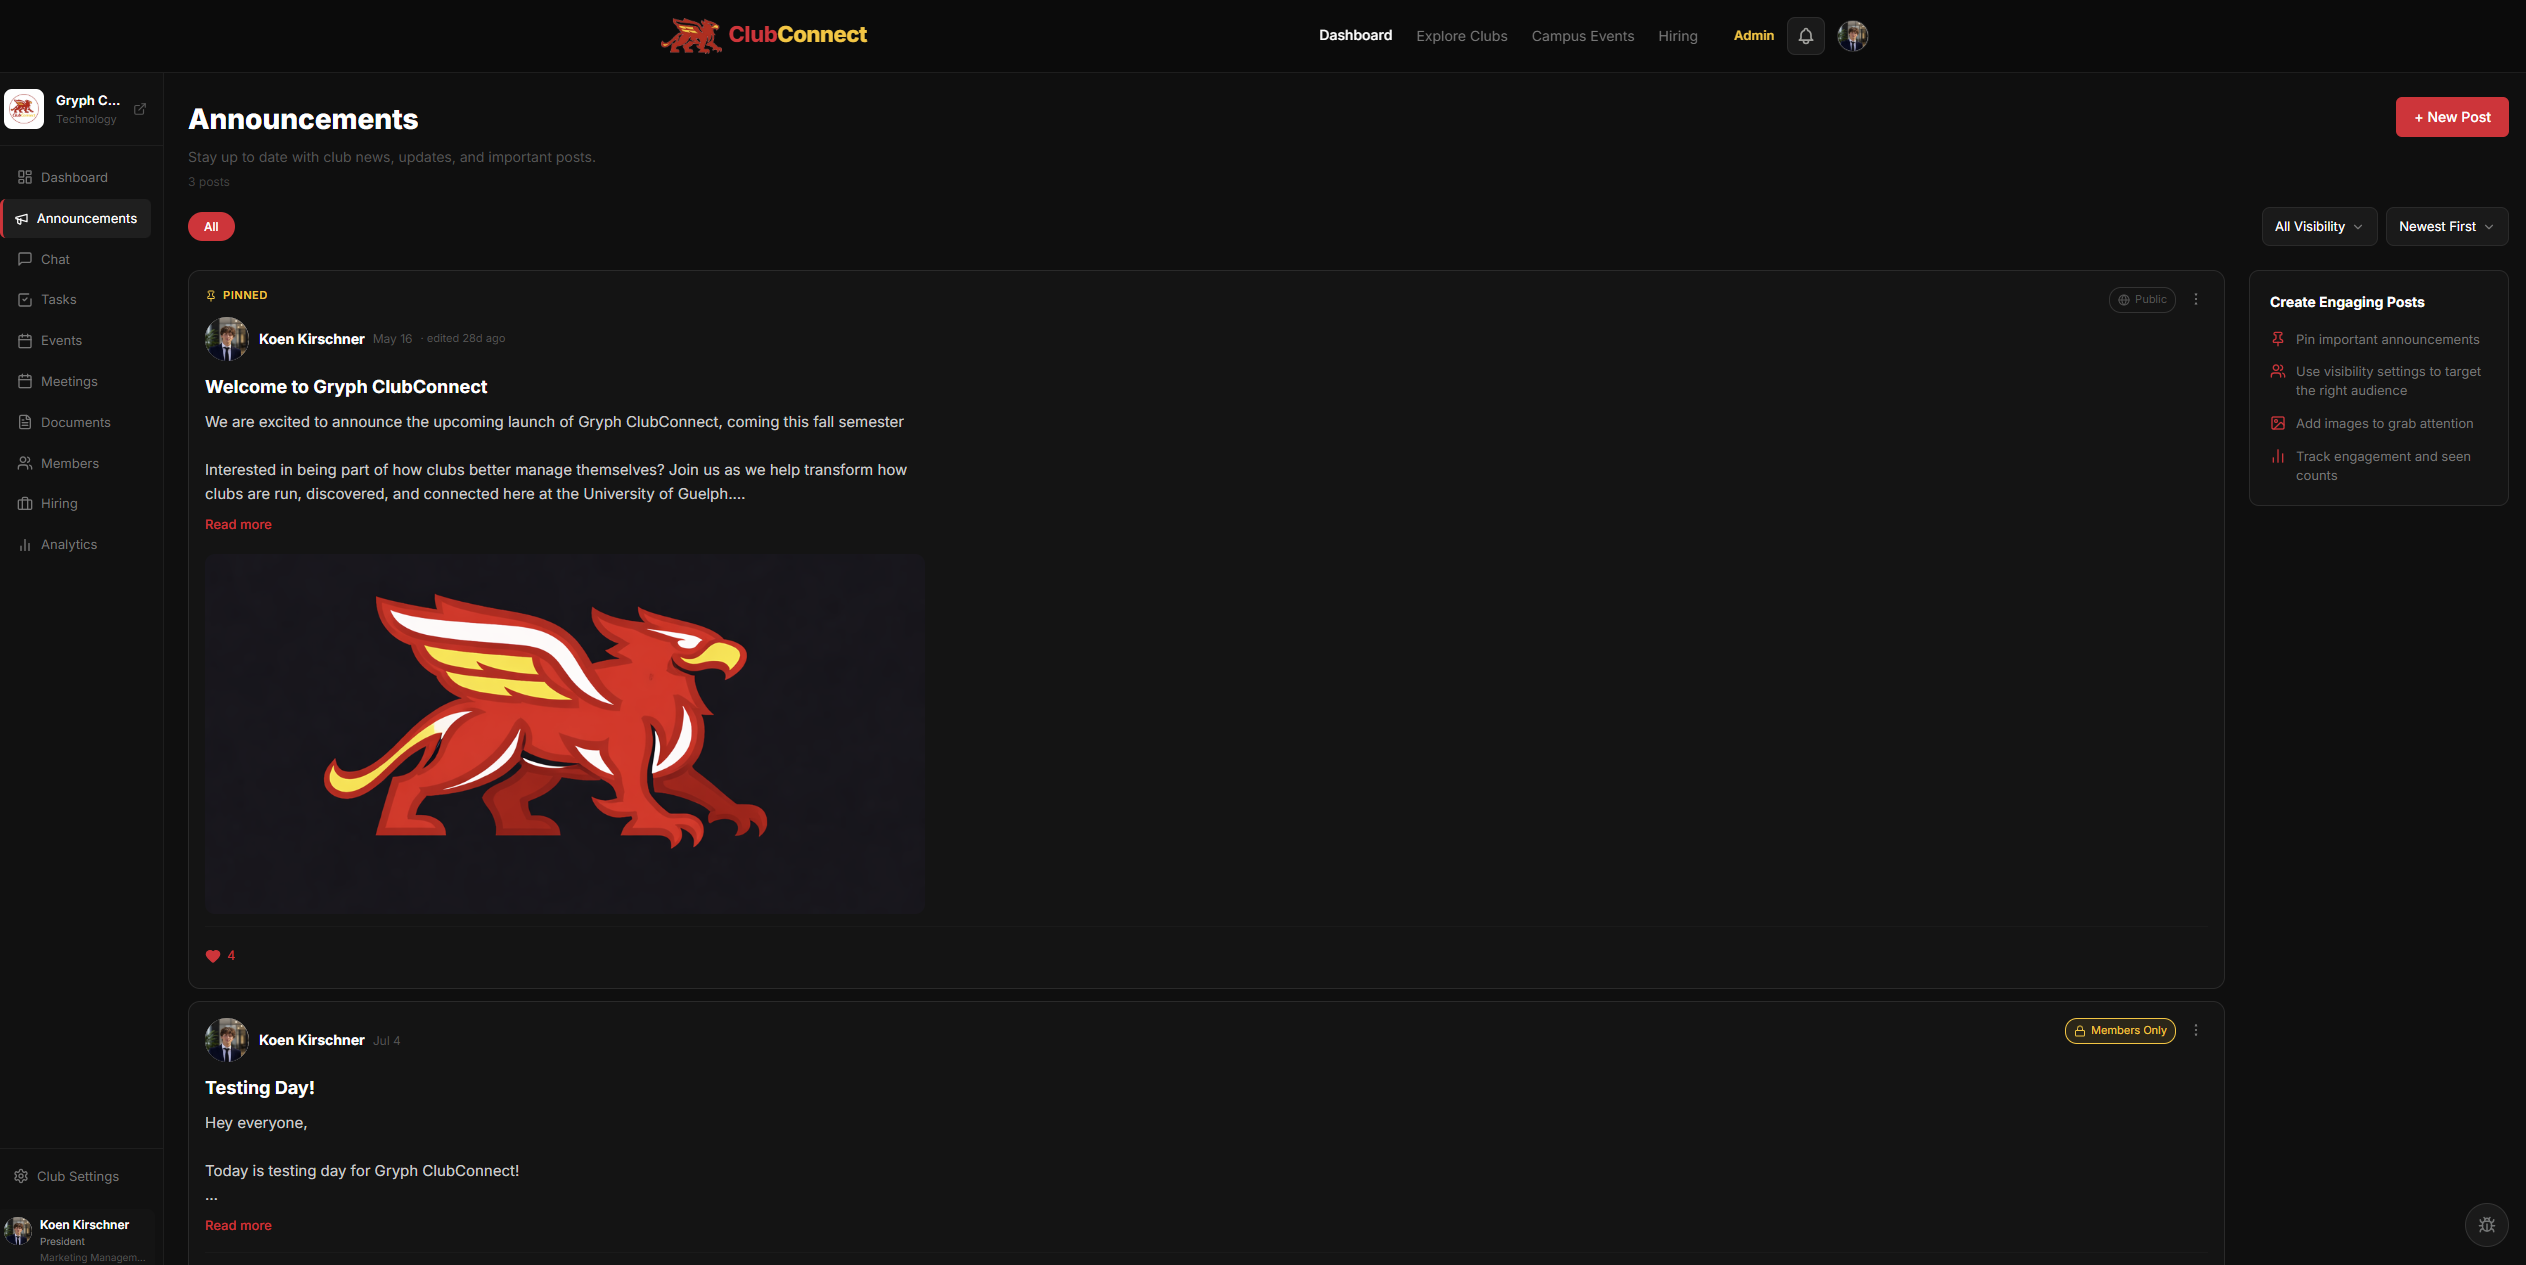 ClubConnect
Dashboard
Explore Clubs
Campus Events
Hiring
Admin
Gryph C...
Technology
Dashboard
Announcements
Chat
Tasks
Events
Meetings
Documents
Members
Hiring
Analytics
Club Settings
Koen Kirschner
President
Marketing Managem...
Announcements
+ New Post
Stay up to date with club news, updates, and important posts.
3 posts
All
All Visibility
Newest First
PINNED
Public
Koen Kirschner May 16 · edited 28d ago
Welcome to Gryph ClubConnect
We are excited to announce the upcoming launch of Gryph ClubConnect, coming this fall semester
Interested in being part of how clubs better manage themselves? Join us as we help transform how
clubs are run, discovered, and connected here at the University of Guelph....
Read more
4
Koen Kirschner Jul 4
Members Only
Testing Day!
Hey everyone,
Today is testing day for Gryph ClubConnect!
...
Read more
Create Engaging Posts
Pin important announcements
Use visibility settings to target
the right audience
Add images to grab attention
Track engagement and seen
counts